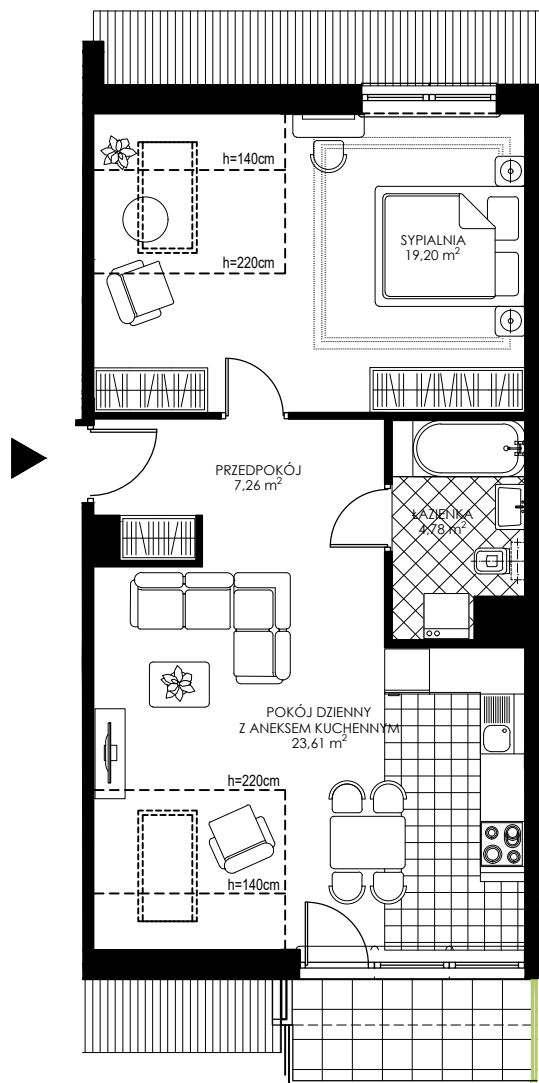 h=140cm
SYPIALNIA
19,20 m²
h=220cm
PRZEDPOKÓJ
7,26 m²
ŁAZIENKA
4,78 m²
POKÓJ DZIENNY
Z ANEKSEM KUCHENNYM
23,61 m²
h=220cm
h=140cm